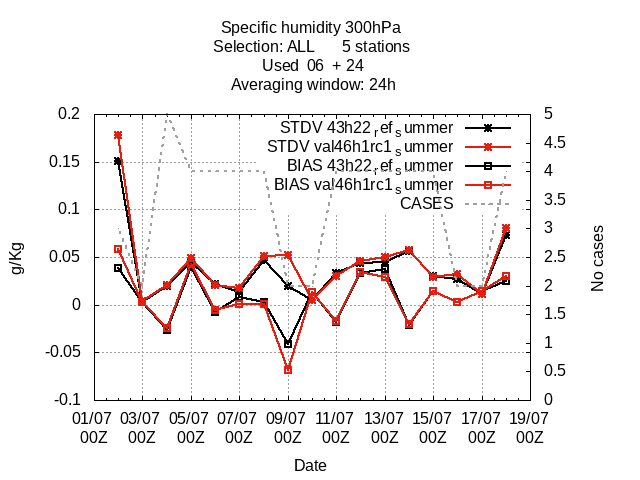 Specific humidity 300hPa
Selection: ALL 5 stations
Used 06 + 24
Averaging window: 24h
STDV 43h22_ref_summer
STDV val46h1rc1_summer
BIAS 43h22_ref_summer
BIAS val46h1rc1_summer
CASES
g/Kg
0.2
0.15
0.1
0.05
0
-0.05
-0.1
No cases
5
4.5
4
3.5
3
2.5
2
1.5
1
0.5
0
01/07 03/07 05/07 07/07 09/07 11/07 13/07 15/07 17/07 19/07
00Z 00Z 00Z 00Z 00Z 00Z 00Z 00Z 00Z 00Z
Date